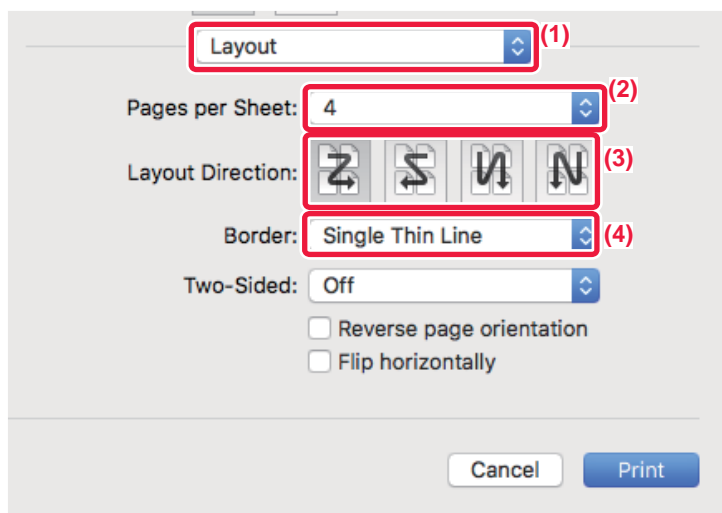 Layout (1)
Pages per Sheet: 4 (2)
Layout Direction: (3)
Border: Single Thin Line (4)
Two-Sided: Off
Reverse page orientation
Flip horizontally
Cancel Print